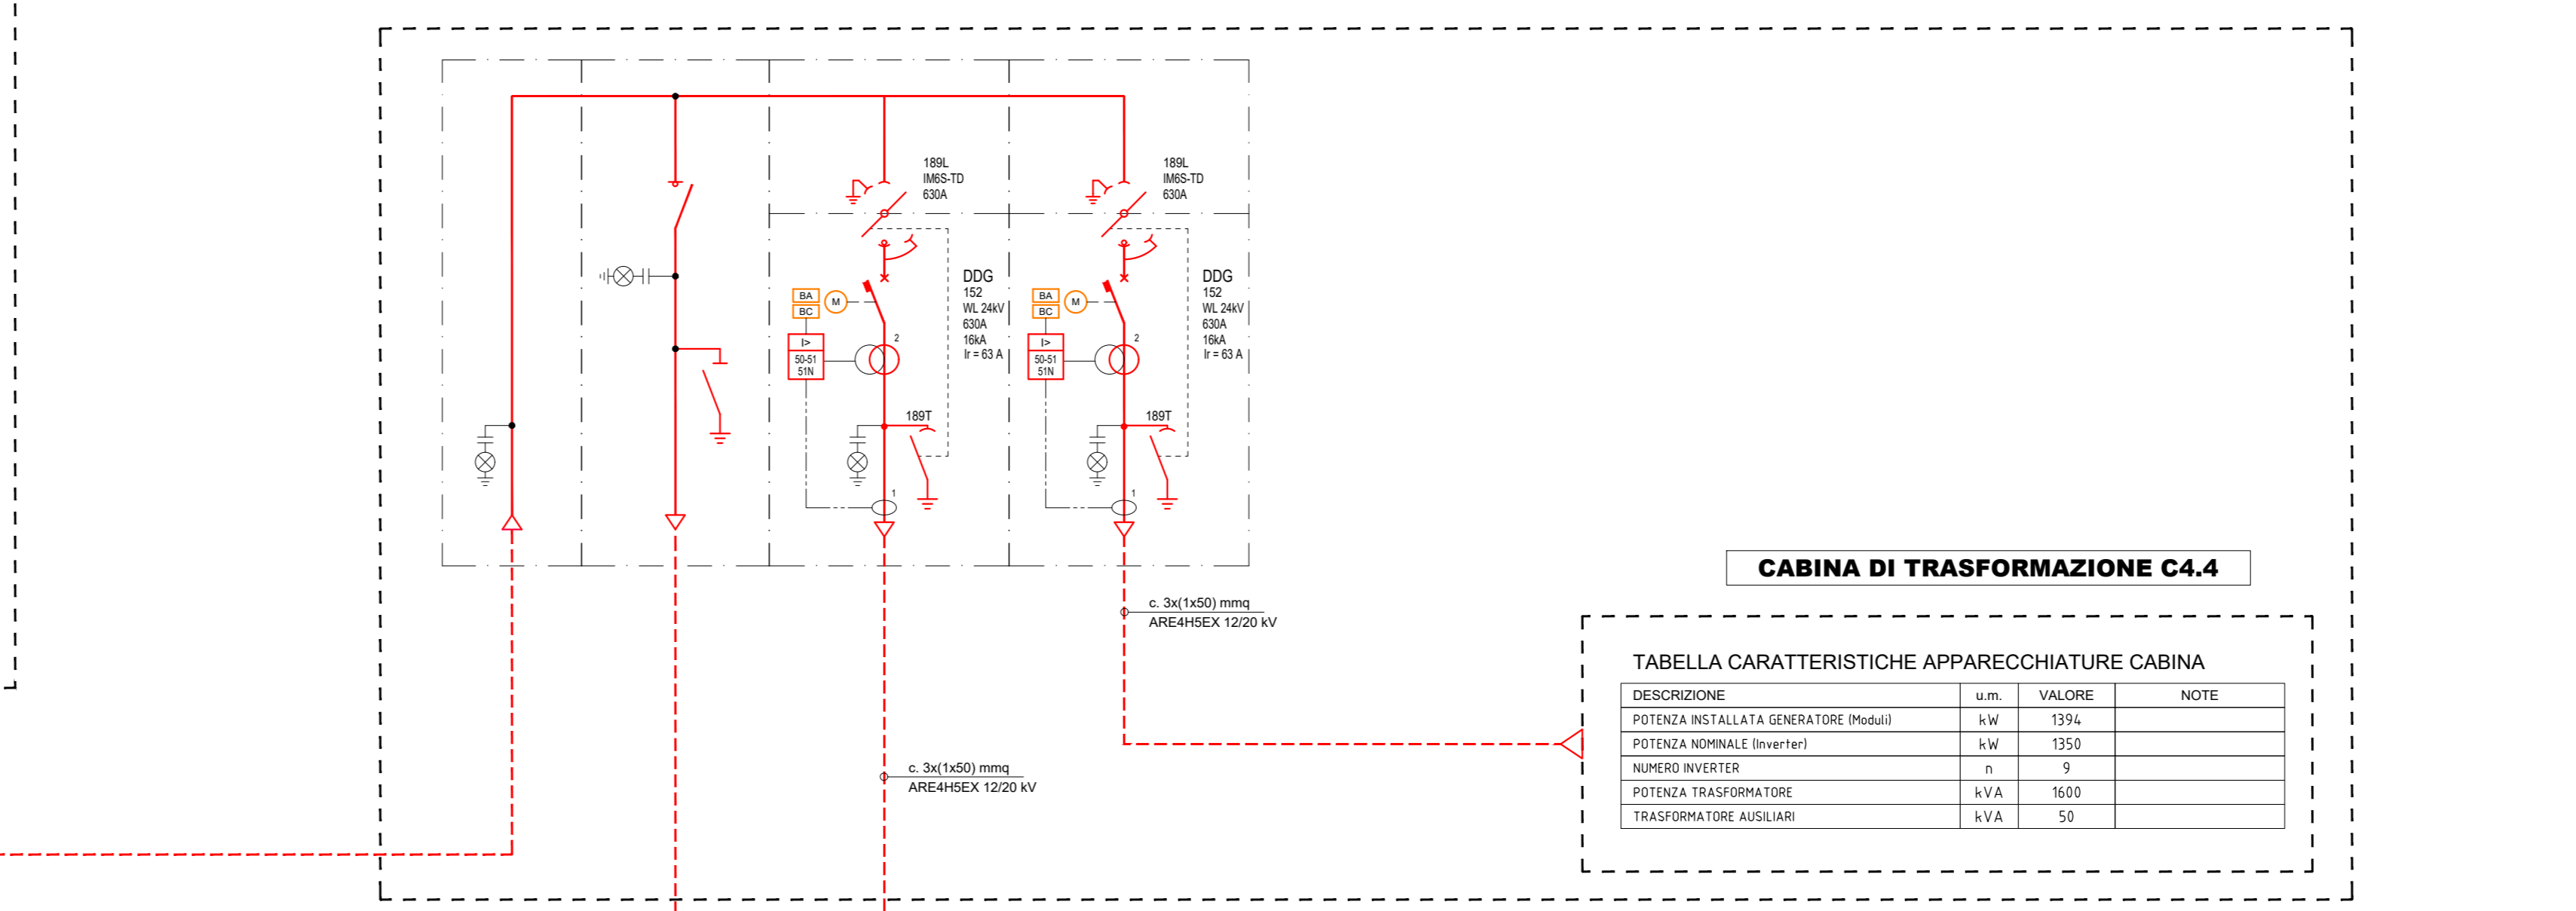 189L
IM6S-TD
630A
DDG
152
WL 24kV
630A
16kA
Ir = 63 A
BA
BC
M
I>
50-51
51N
2
189T
1
189L
IM6S-TD
630A
DDG
152
WL 24kV
630A
16kA
Ir = 63 A
BA
BC
M
I>
50-51
51N
2
189T
1
c. 3x(1x50) mmq
ARE4H5EX 12/20 kV
c. 3x(1x50) mmq
ARE4H5EX 12/20 kV
CABINA DI TRASFORMAZIONE C4.4
TABELLA CARATTERISTICHE APPARECCHIATURE CABINA
DESCRIZIONE u.m. VALORE NOTE
POTENZA INSTALLATA GENERATORE (Moduli) kW 1394
POTENZA NOMINALE (Inverter) kW 1350
NUMERO INVERTER n 9
POTENZA TRASFORMATORE kVA 1600
TRASFORMATORE AUSILIARI kVA 50